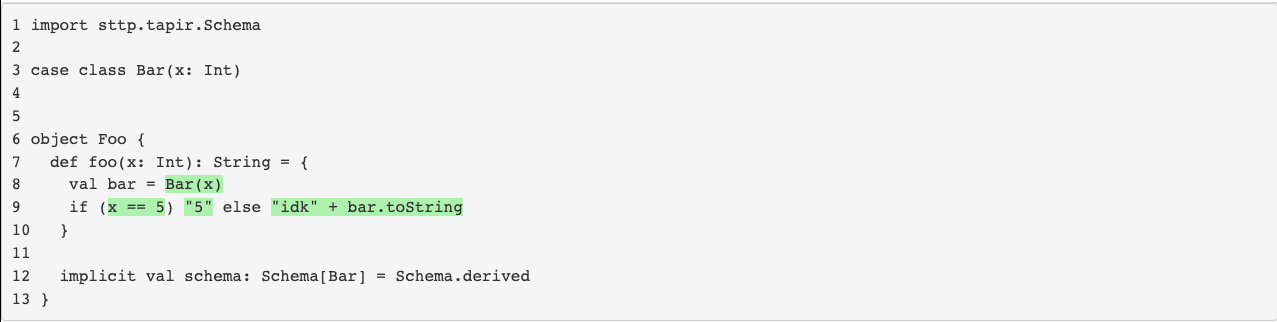 1 import sttp.tapir.Schema
2
3 case class Bar(x: Int)
4
5
6 object Foo {
7   def foo(x: Int): String = {
8     val bar = Bar(x)
9     if (x == 5) "5" else "idk" + bar.toString
10   }
11
12   implicit val schema: Schema[Bar] = Schema.derived
13 }